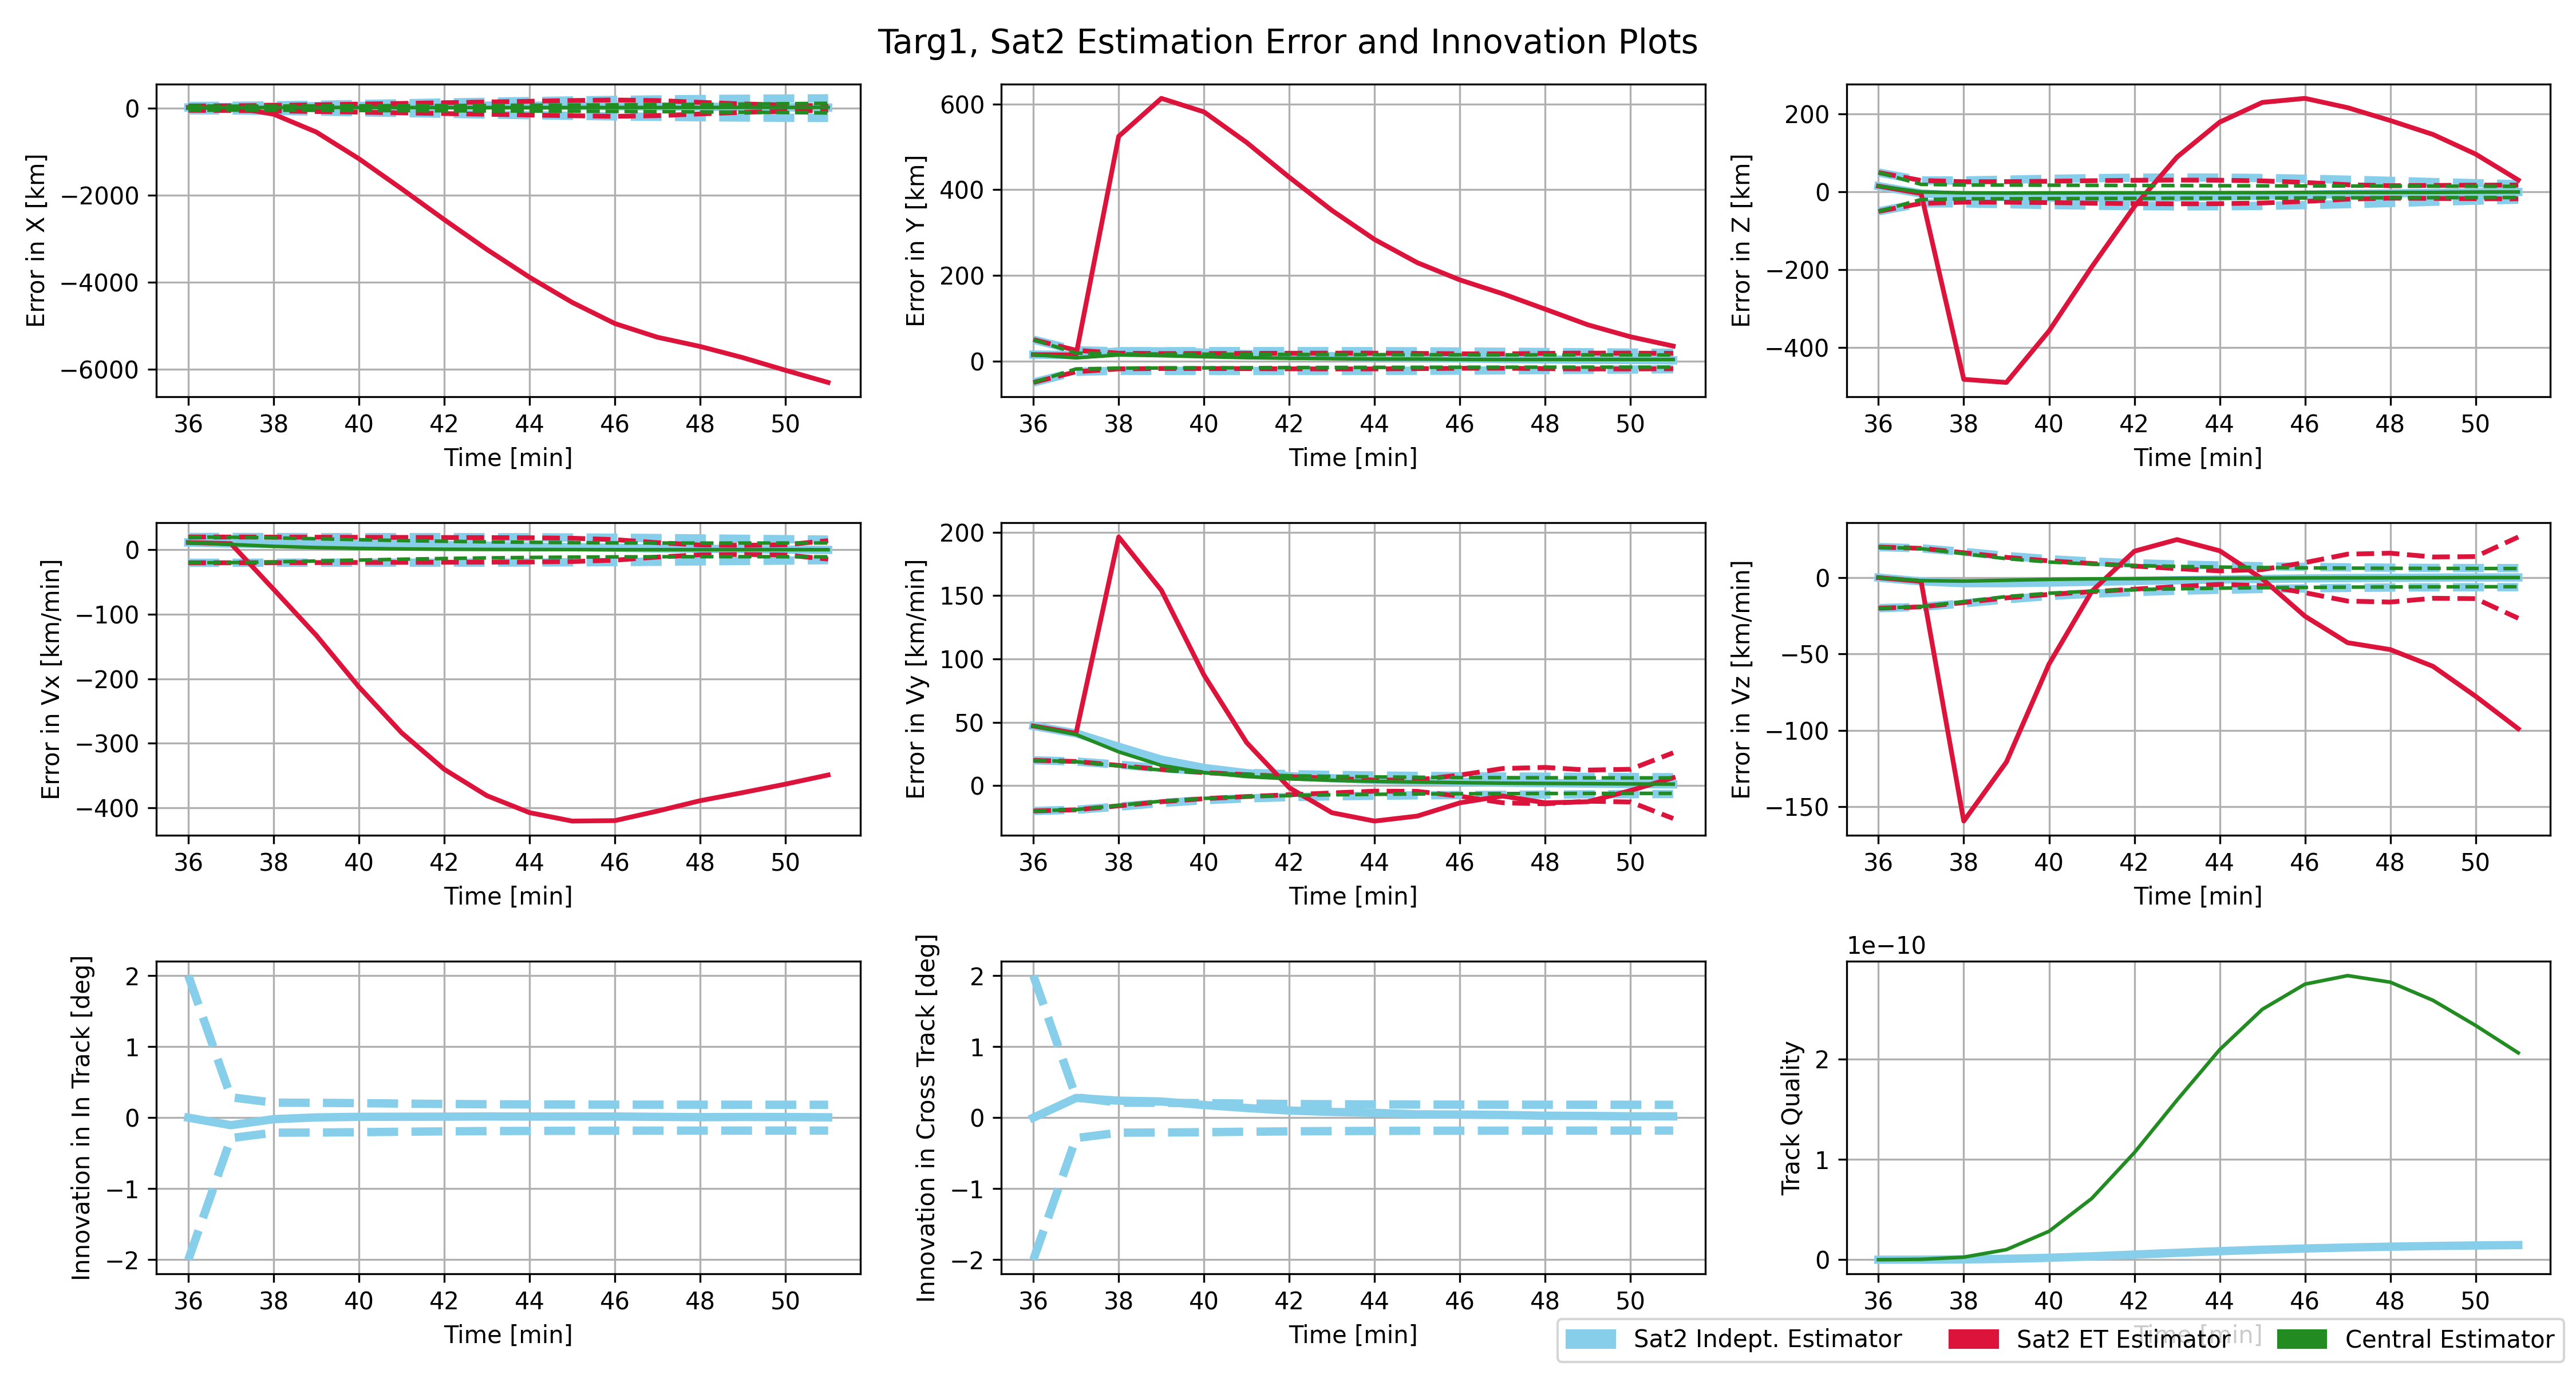 Targ1, Sat2 Estimation Error and Innovation Plots
Error in X [km]
0
−2000
−4000
−6000
36 38 40 42 44 46 48 50
Time [min]
Error in Y [km]
600
400
200
0
36 38 40 42 44 46 48 50
Time [min]
Error in Z [km]
200
0
−200
−400
36 38 40 42 44 46 48 50
Time [min]
Error in Vx [km/min]
0
−100
−200
−300
−400
36 38 40 42 44 46 48 50
Time [min]
Error in Vy [km/min]
200
150
100
50
0
36 38 40 42 44 46 48 50
Time [min]
Error in Vz [km/min]
0
−50
−100
−150
36 38 40 42 44 46 48 50
Time [min]
Innovation in In Track [deg]
2
1
0
−1
−2
36 38 40 42 44 46 48 50
Time [min]
Innovation in Cross Track [deg]
2
1
0
−1
−2
36 38 40 42 44 46 48 50
Time [min]
1e−10
Track Quality
2
1
0
36 38 40 42 44 46 48 50
Time [min]
Sat2 Indept. Estimator Sat2 ET Estimator Central Estimator